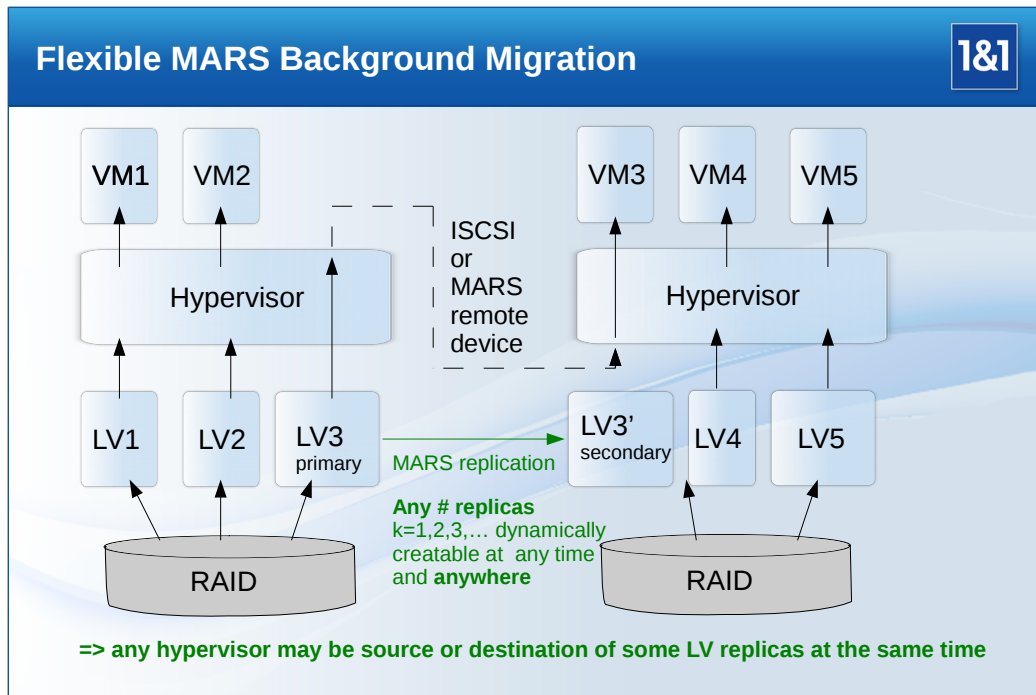 Flexible MARS Background Migration
1&1
VM1
VM2
VM3
VM4
VM5
ISCSI
or
MARS
remote
device
Hypervisor
Hypervisor
LV1
LV2
LV3
primary
LV3’
secondary
LV4
LV5
MARS replication
Any # replicas
k=1,2,3,… dynamically
creatable at any time
and anywhere
RAID
RAID
=> any hypervisor may be source or destination of some LV replicas at the same time